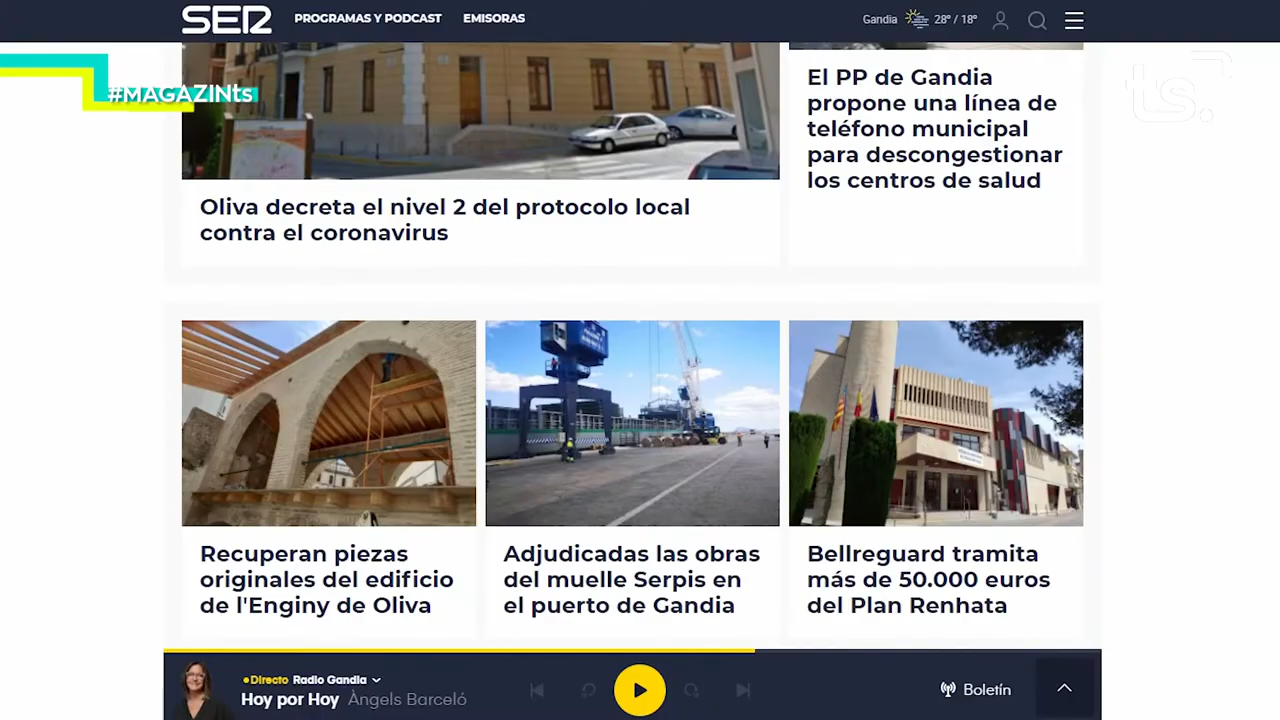 SER
PROGRAMAS Y PODCAST
EMISORAS
Gandia
28° / 18°
#MAGAZINts
ts.
El PP de Gandia
propone una línea de
teléfono municipal
para descongestionar
los centros de salud
Oliva decreta el nivel 2 del protocolo local
contra el coronavirus
Recuperan piezas
originales del edificio
de l'Enginy de Oliva
Adjudicadas las obras
del muelle Serpis en
el puerto de Gandia
Bellreguard tramita
más de 50.000 euros
del Plan Renhata
Directo Radio Gandia
Hoy por Hoy Àngels Barceló
Boletín